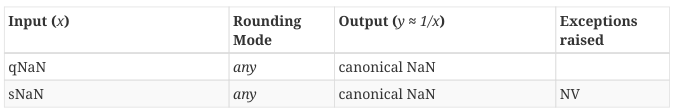 Input (x) Rounding Mode Output (y ≈ 1/x) Exceptions raised
qNaN any canonical NaN
sNaN any canonical NaN NV